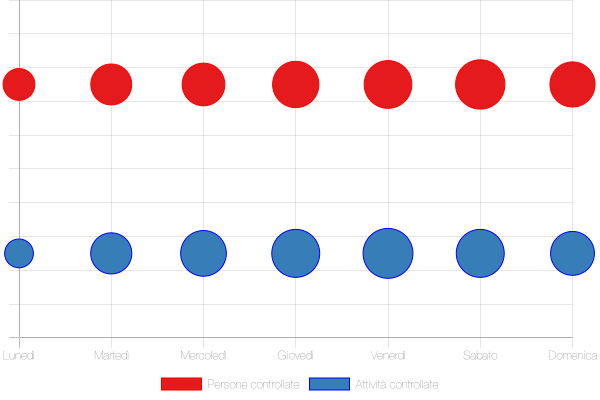 Lunedì Martedì Mercoledì Giovedì Venerdì Sabato Domenica
Persone controllate Attività controllate